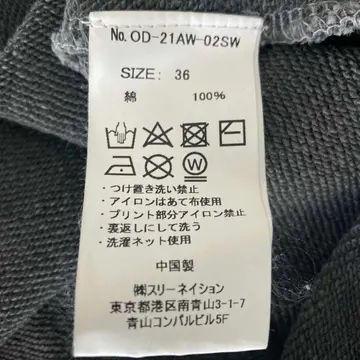 No. OD-21AW-02SW
SIZE: 36
綿 100%
W
・つけ置き洗い禁止
・アイロンはあて布使用
・プリント部分アイロン禁止
・裏返しにして洗う
・洗濯ネット使用
中国製
㈱スリーネイション
東京都港区南青山3-1-7
青山コンパルビル5F